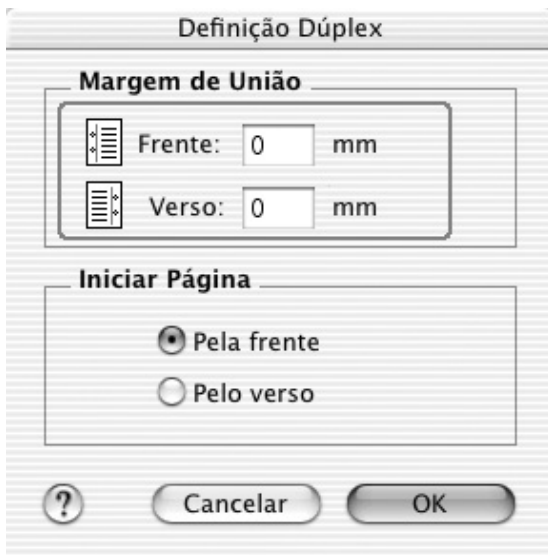 Definição Dúplex
Margem de União
Frente: 0 mm
Verso: 0 mm
Iniciar Página
Pela frente
Pelo verso
? Cancelar OK